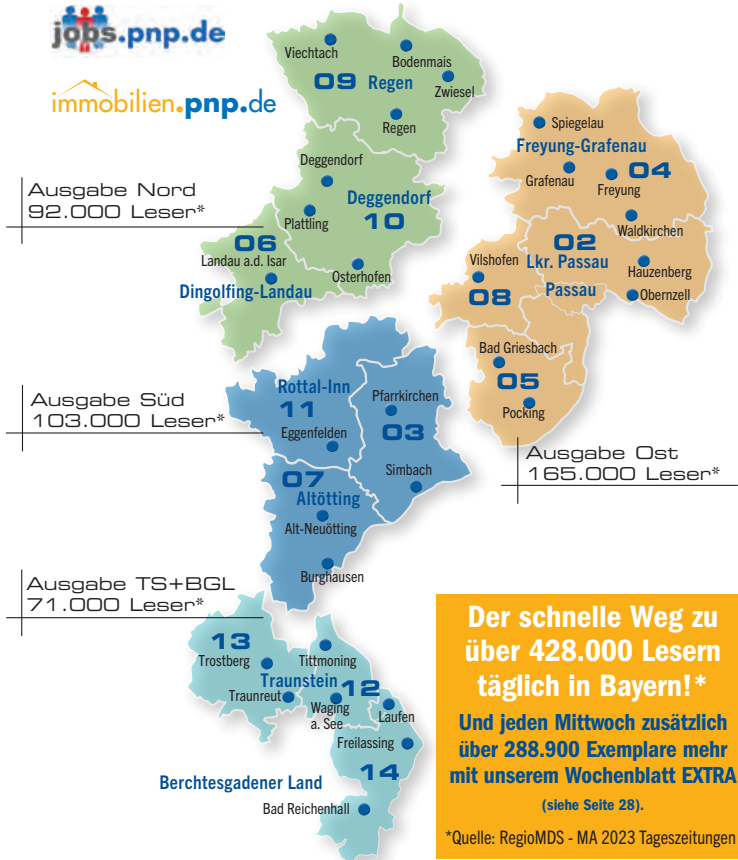 jobs.pnp.de
immobilien.pnp.de
Viechtach
Bodenmais
09 Regen
Zwiesel
Regen
Spiegelau
Freyung-Grafenau
Grafenau
04
Freyung
Waldkirchen
Ausgabe Nord
92.000 Leser*
Deggendorf
Deggendorf
10
Plattling
06
Landau a.d. Isar
Osterhofen
Dingolfing-Landau
02
Lkr. Passau
Vilshofen
Hauzenberg
08
Passau
Obernzell
Bad Griesbach
05
Pocking
Ausgabe Süd
103.000 Leser*
Rottal-Inn
11
Pfarrkirchen
03
Eggenfelden
Simbach
Ausgabe Ost
165.000 Leser*
07
Altötting
Alt-Neuötting
Burghausen
Ausgabe TS+BGL
71.000 Leser*
13
Trostberg
Tittmoning
Traunstein
12
Traunreut
Waging
a. See
Laufen
Freilassing
14
Berchtesgadener Land
Bad Reichenhall
Der schnelle Weg zu
über 428.000 Lesern
täglich in Bayern!*
Und jeden Mittwoch zusätzlich
über 288.900 Exemplare mehr
mit unserem Wochenblatt EXTRA
(siehe Seite 28).
*Quelle: RegioMDS - MA 2023 Tageszeitungen